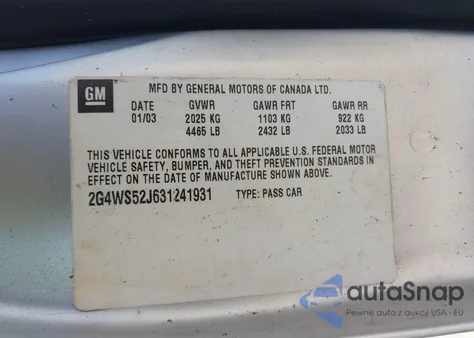 GM
MFD BY GENERAL MOTORS OF CANADA LTD.
DATE GVWR GAWR FRT GAWR RR
01/03 2025 KG 1103 KG 922 KG
4465 LB 2432 LB 2033 LB
THIS VEHICLE CONFORMS TO ALL APPLICABLE U.S. FEDERAL MOTOR
VEHICLE SAFETY, BUMPER, AND THEFT PREVENTION STANDARDS IN
EFFECT ON THE DATE OF MANUFACTURE SHOWN ABOVE.
2G4WS52J631241931 TYPE: PASS CAR
autoSnap
Pewne auto z aukcji USA - EU